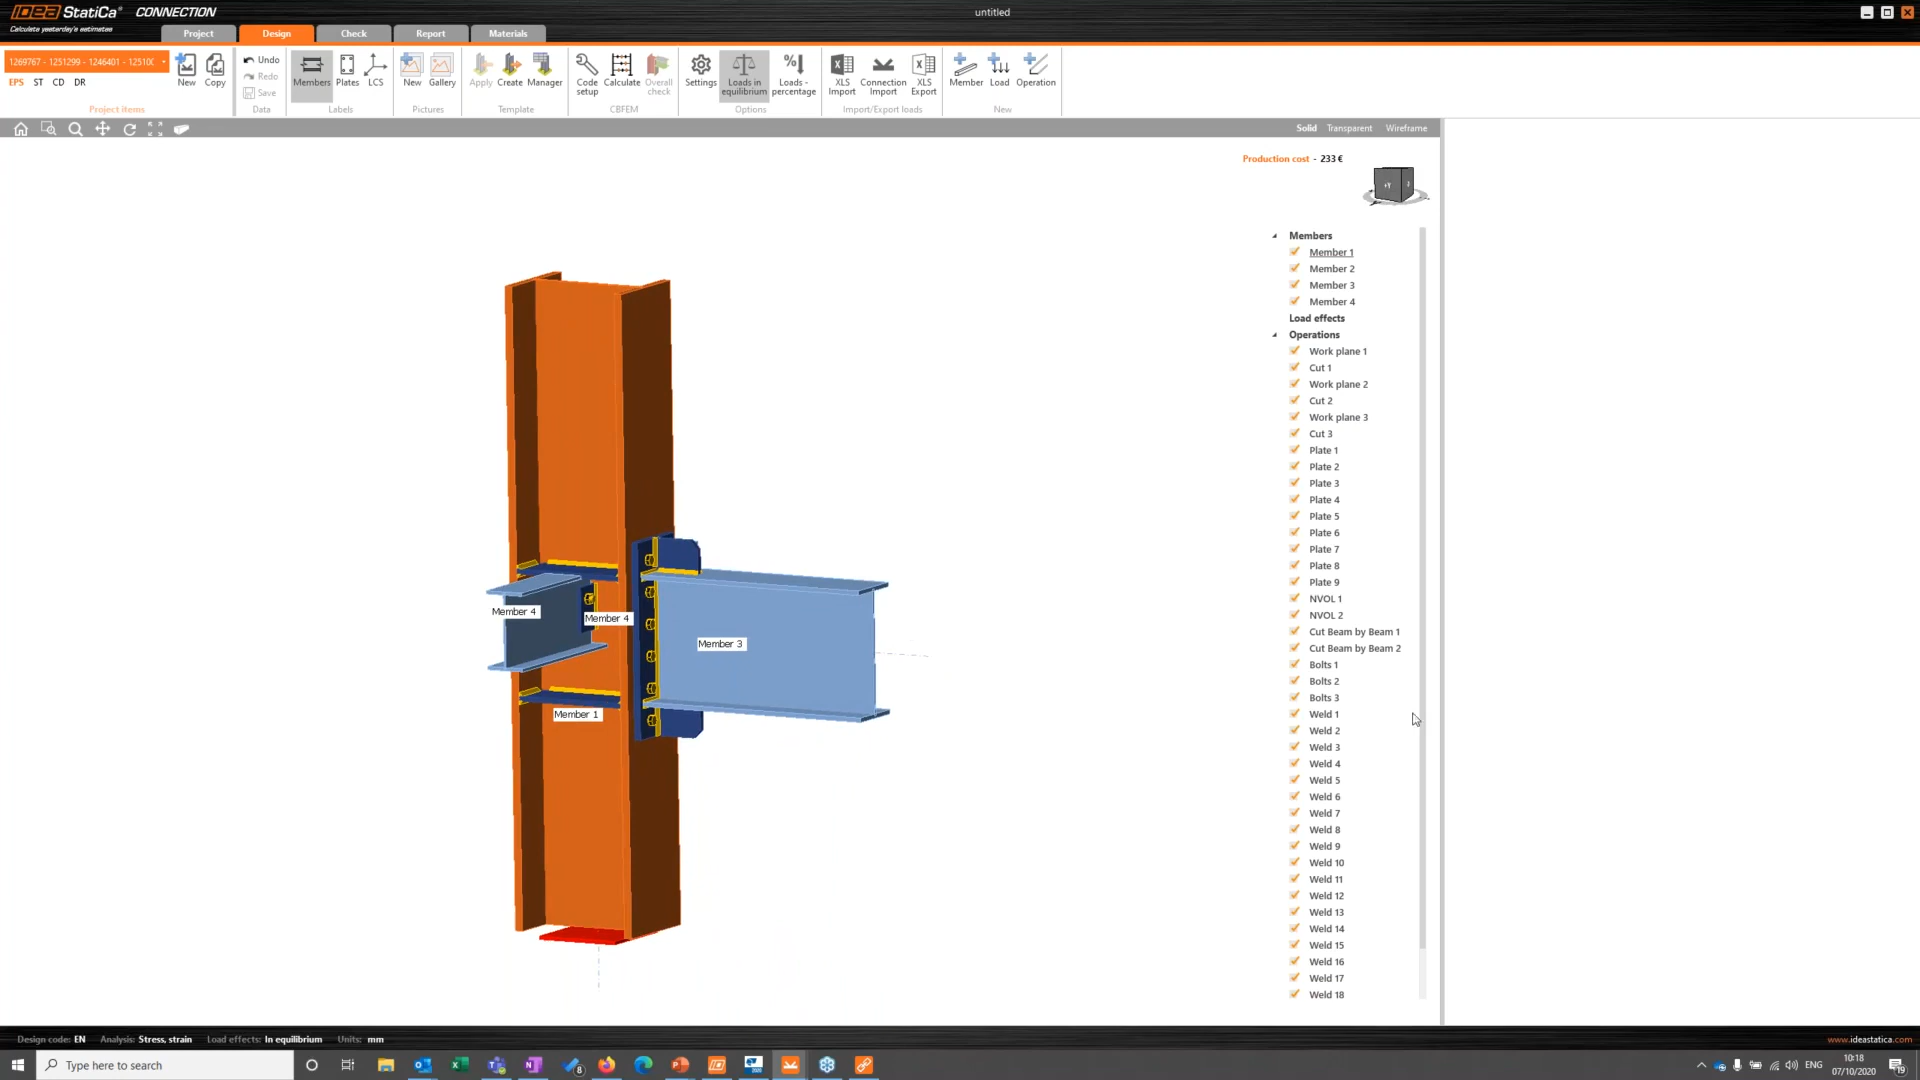 IDEA StatiCa® CONNECTION
Calculate yesterday's estimates
untitled
Project
Design
Check
Report
Materials
1269767 - 1251299 - 1246401 - 12510(
EPS ST CD DR
New
Copy
Project items
Undo
Redo
Save
Data
Members
Plates
LCS
Labels
New
Gallery
Pictures
Apply
Create
Manager
Template
Code setup
Calculate
Overall check
CBFEM
Settings
Loads in equilibrium
Loads - percentage
Options
XLS Import
Connection Import
XLS Export
Import/Export loads
Member
Load
Operation
New
Solid Transparent Wireframe
Production cost - 233 €
+Y
Members
Member 1
Member 2
Member 3
Member 4
Load effects
Operations
Work plane 1
Cut 1
Work plane 2
Cut 2
Work plane 3
Cut 3
Plate 1
Plate 2
Plate 3
Plate 4
Plate 5
Plate 6
Plate 7
Plate 8
Plate 9
NVOL 1
NVOL 2
Cut Beam by Beam 1
Cut Beam by Beam 2
Bolts 1
Bolts 2
Bolts 3
Weld 1
Weld 2
Weld 3
Weld 4
Weld 5
Weld 6
Weld 7
Weld 8
Weld 9
Weld 10
Weld 11
Weld 12
Weld 13
Weld 14
Weld 15
Weld 16
Weld 17
Weld 18
Member 4
Member 4
Member 3
Member 1
Design code: EN Analysis: Stress, strain Load effects: In equilibrium Units: mm
www.ideastatica.com
Type here to search
8
ENG
10:18
07/10/2020
19